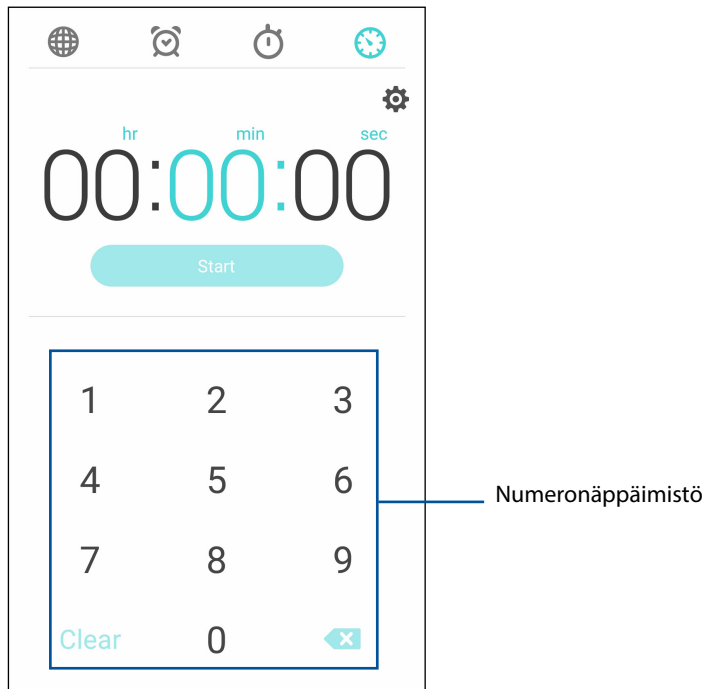 hr min sec
00:00:00
Start
1 2 3
4 5 6
Numeronäppäimistö
7 8 9
Clear 0